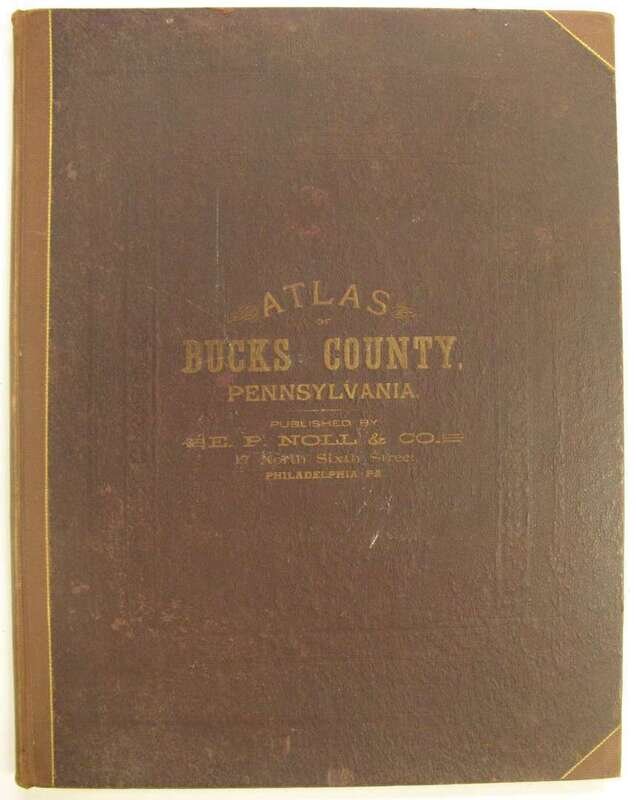 ATLAS
OF
BUCKS COUNTY,
PENNSYLVANIA.
PUBLISHED BY
E. P. NOLL & CO.
17 North Sixth Street,
PHILADELPHIA PA